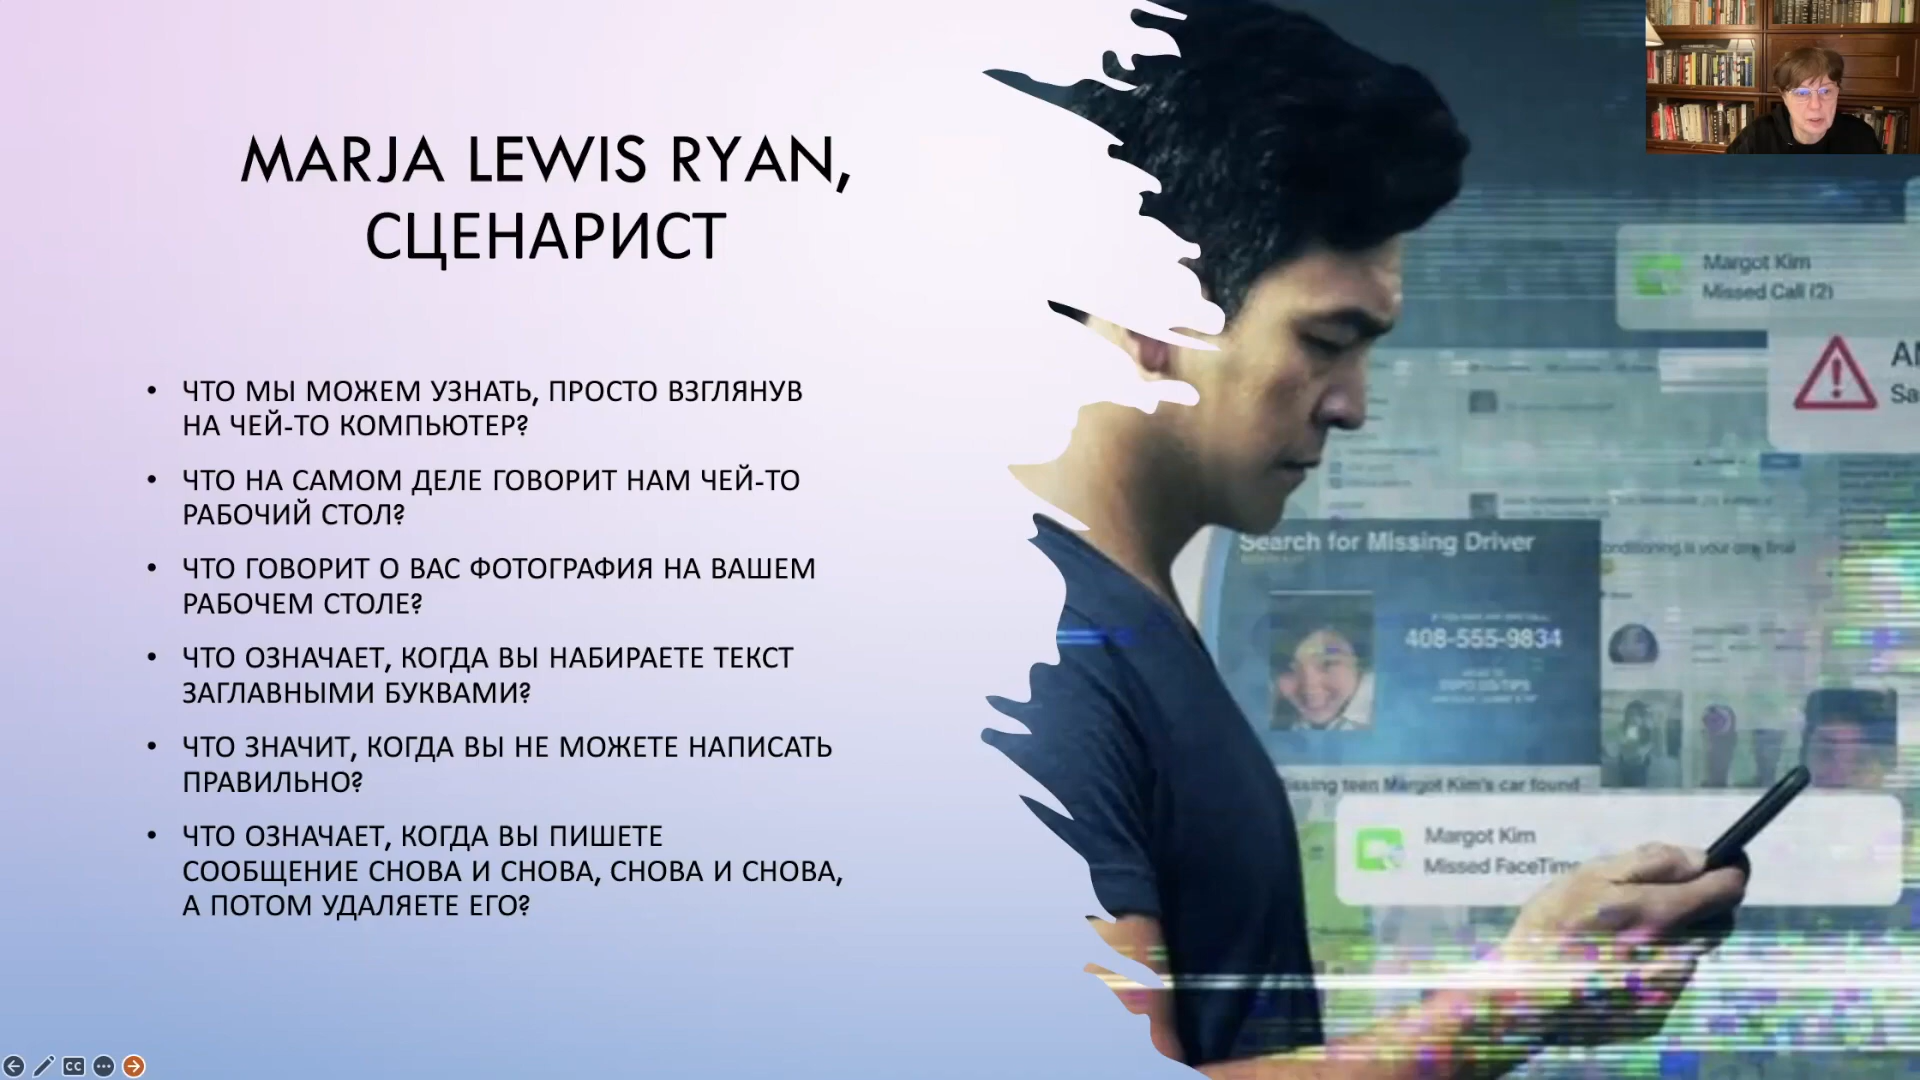 MARJA LEWIS RYAN,
СЦЕНАРИСТ
• ЧТО МЫ МОЖЕМ УЗНАТЬ, ПРОСТО ВЗГЛЯНУВ
НА ЧЕЙ-ТО КОМПЬЮТЕР?
• ЧТО НА САМОМ ДЕЛЕ ГОВОРИТ НАМ ЧЕЙ-ТО
РАБОЧИЙ СТОЛ?
• ЧТО ГОВОРИТ О ВАС ФОТОГРАФИЯ НА ВАШЕМ
РАБОЧЕМ СТОЛЕ?
• ЧТО ОЗНАЧАЕТ, КОГДА ВЫ НАБИРАЕТЕ ТЕКСТ
ЗАГЛАВНЫМИ БУКВАМИ?
• ЧТО ЗНАЧИТ, КОГДА ВЫ НЕ МОЖЕТЕ НАПИСАТЬ
ПРАВИЛЬНО?
• ЧТО ОЗНАЧАЕТ, КОГДА ВЫ ПИШЕТЕ
СООБЩЕНИЕ СНОВА И СНОВА, СНОВА И СНОВА,
А ПОТОМ УДАЛЯЕТЕ ЕГО?
Margot Kim
Missed Call (2)
Search for Missing Driver
408-555-9834
teen Margot Kim's car found
Margot Kim
Missed FaceTime
CC